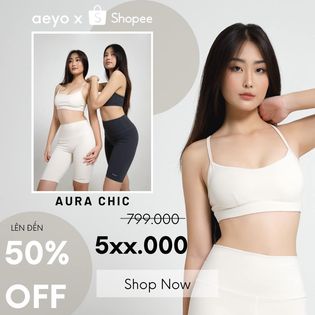 aeyo x S Shopee
AURA CHIC
799.000
5xx.000
LÊN ĐẾN
50%
OFF
Shop Now